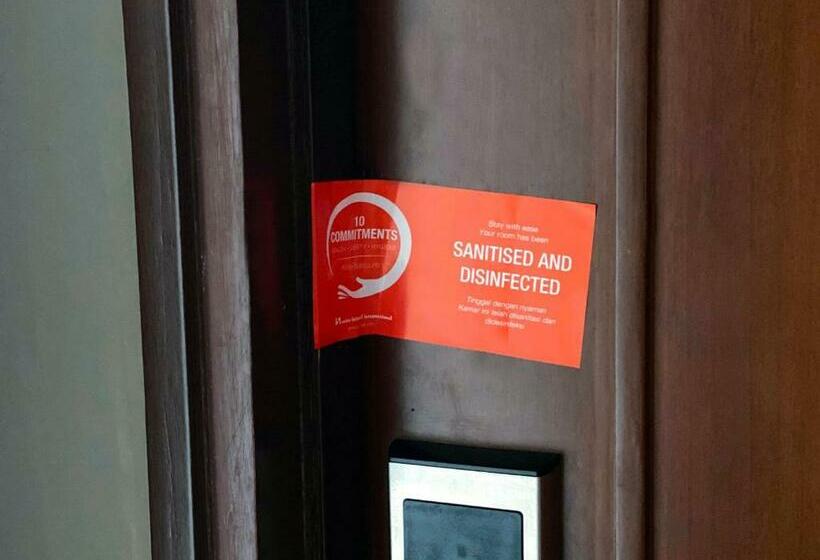 10
COMMITMENTS
Stay with ease
Your room has been
SANITISED AND
DISINFECTED
Tinggal dengan nyaman
Kamar ini telah disanitasi dan
didesinfeksi